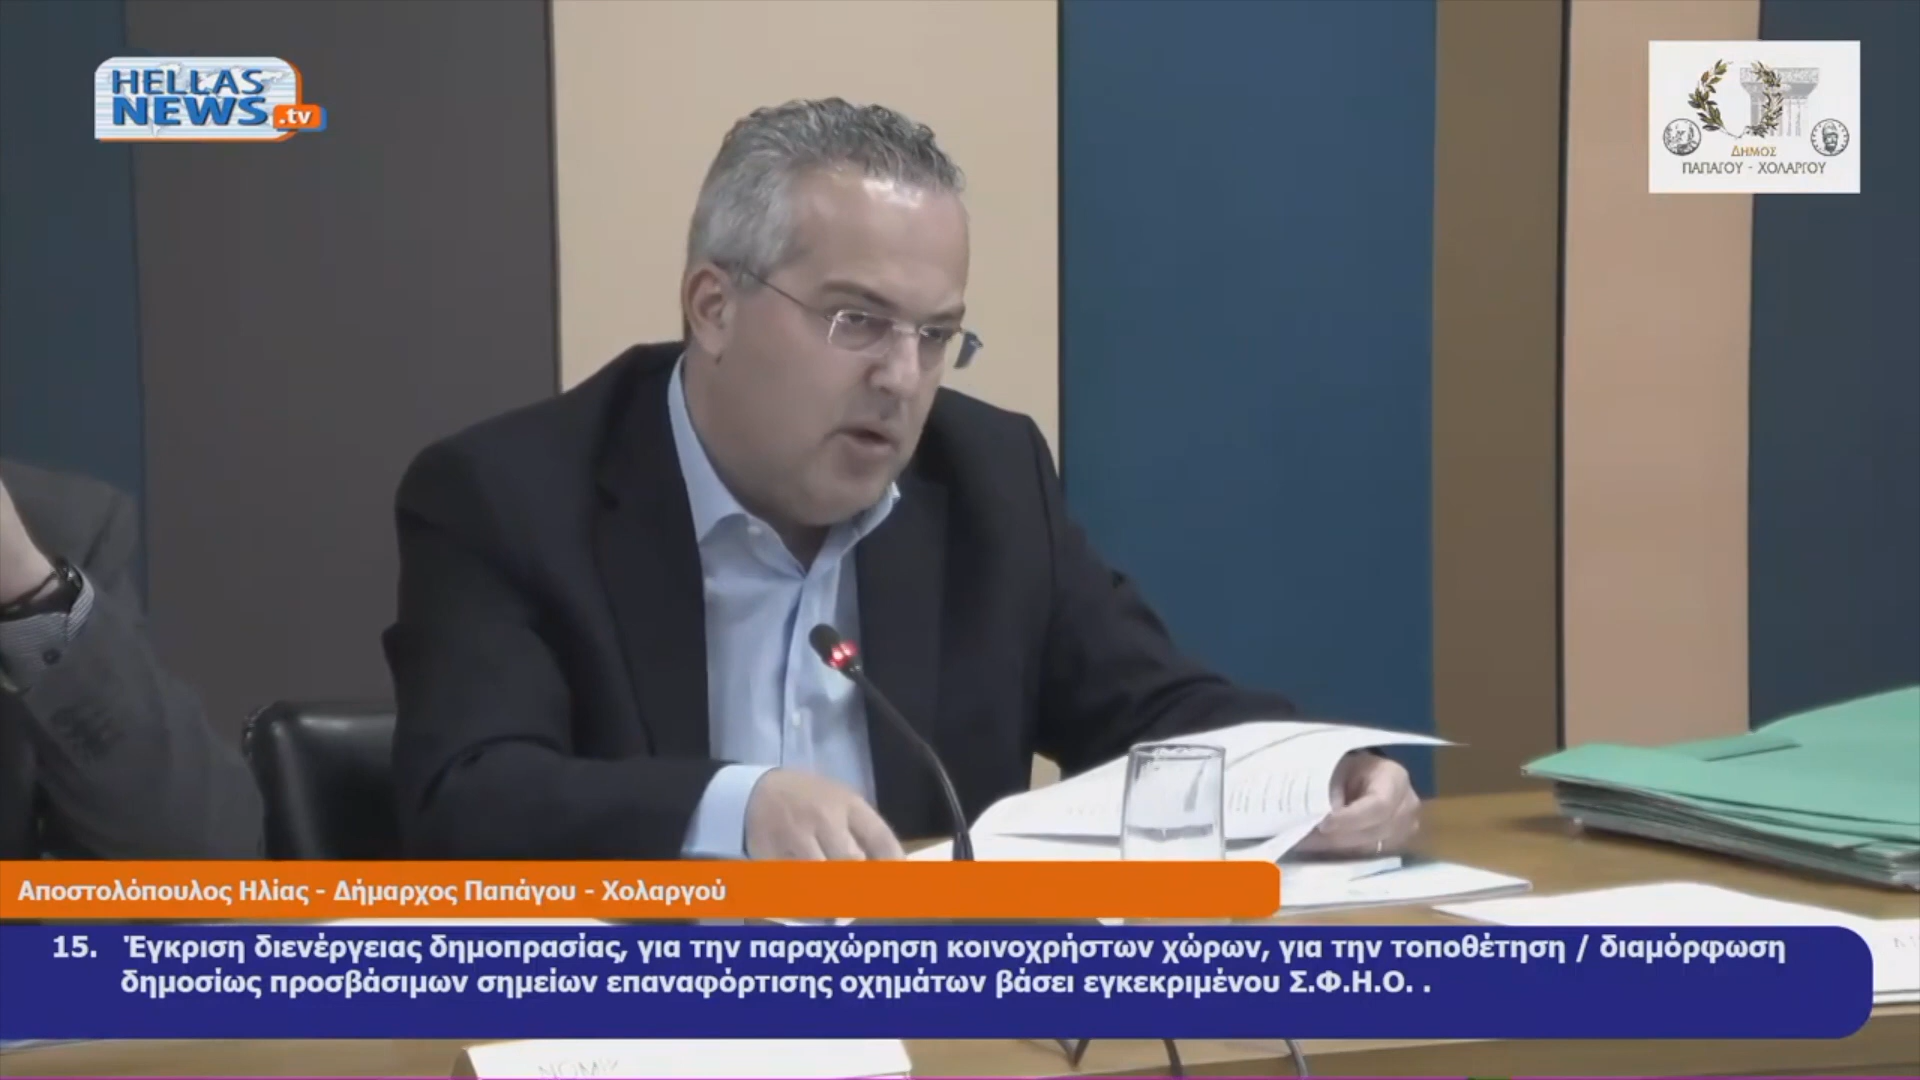 HELLAS
NEWS.tv
ΔΗΜΟΣ
ΠΑΠΑΓΟΥ - ΧΟΛΑΡΓΟΥ
Αποστολόπουλος Ηλίας - Δήμαρχος Παπάγου - Χολαργού
15. Έγκριση διενέργειας δημοπρασίας, για την παραχώρηση κοινοχρήστων χώρων, για την τοποθέτηση / διαμόρφωση
δημοσίως προσβάσιμων σημείων επαναφόρτισης οχημάτων βάσει εγκεκριμένου Σ.Φ.Η.Ο. .